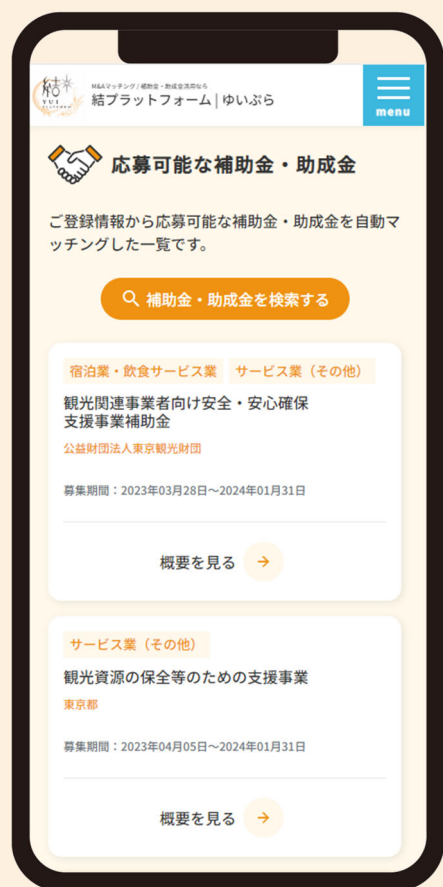 結
YUI
M&Aマッチング/補助金・助成金活用なら
結プラットフォーム|ゆいぷら
menu
応募可能な補助金・助成金
ご登録情報から応募可能な補助金・助成金を自動マ
ッチングした一覧です。
補助金・助成金を検索する
宿泊業・飲食サービス業 サービス業（その他）
観光関連事業者向け安全・安心確保
支援事業補助金
公益財団法人東京観光財団
募集期間：2023年03月28日〜2024年01月31日
概要を見る
サービス業（その他）
観光資源の保全等のための支援事業
東京都
募集期間：2023年04月05日〜2024年01月31日
概要を見る